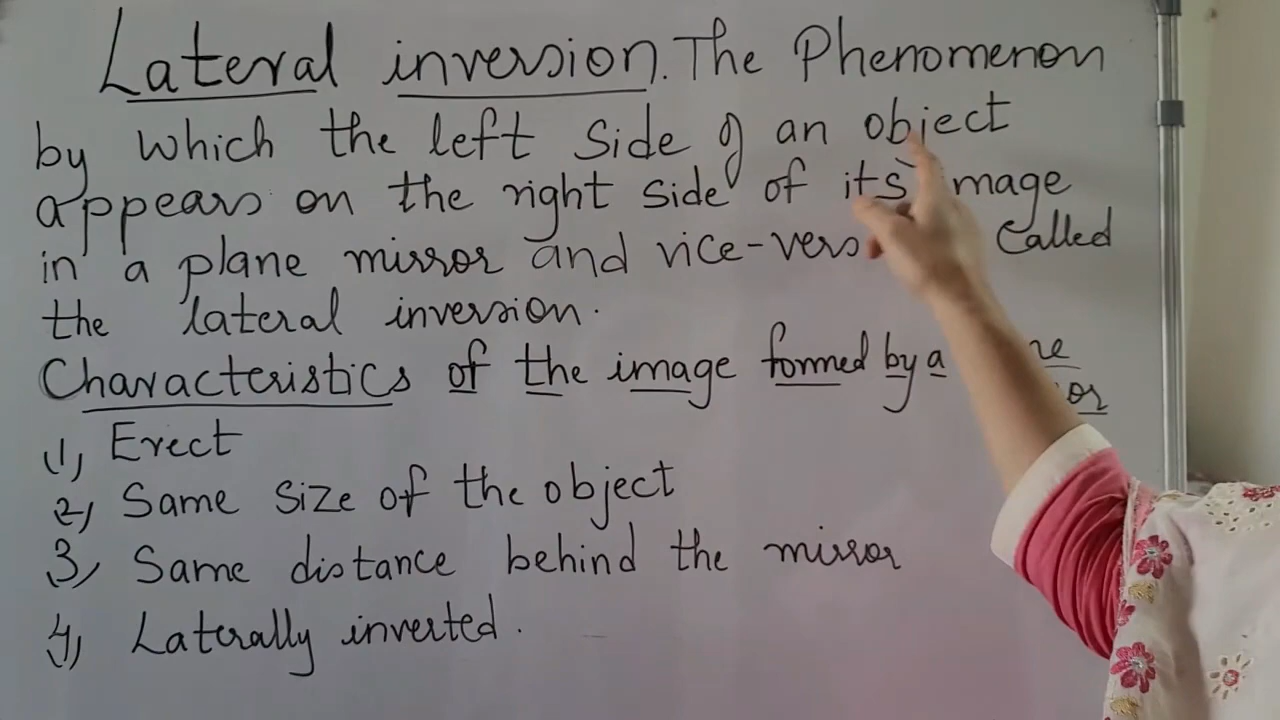 Lateral inversion. The Phenomenon
by which the left side of an object
appears on the right side of its image
in a plane mirror and vice-vers called
the lateral inversion.
Characteristics of the image formed by a
1) Erect
2) Same size of the object
3) Same distance behind the mirror
4) Laterally inverted.